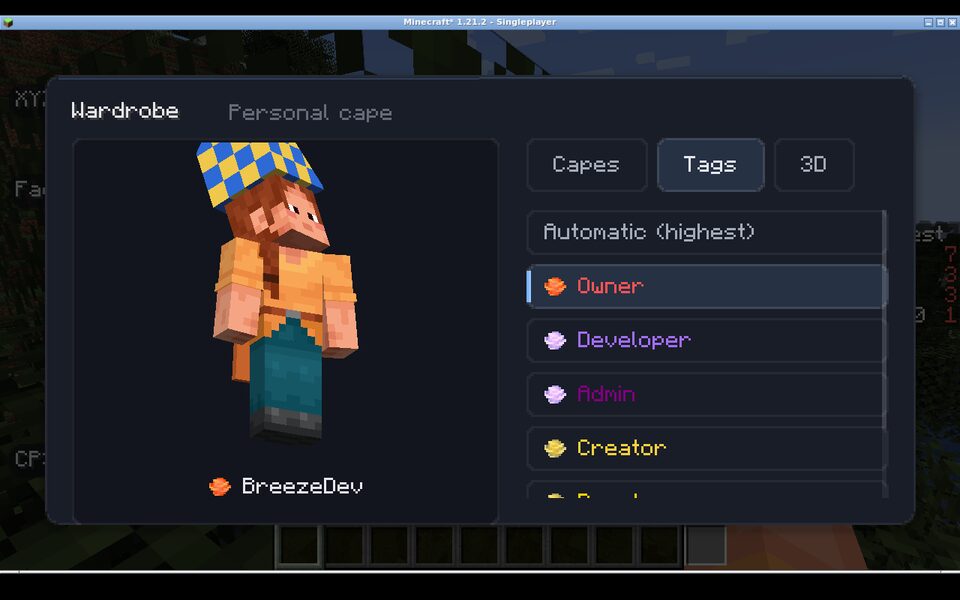 Minecraft* 1.21.2 - Singleplayer
Wardrobe
Personal cape
Capes
Tags
3D
Automatic (highest)
Owner
Developer
Admin
Creator
BreezeDev